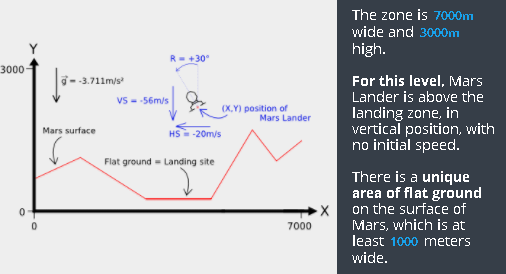 Y
3000
g = -3.711m/s²
R = +30°
VS = -56m/s
(X,Y) position of
Mars Lander
HS = -20m/s
Mars surface
Flat ground = Landing site
0
X
0
7000
The zone is 7000m
wide and 3000m
high.
For this level, Mars
Lander is above the
landing zone, in
vertical position, with
no initial speed.
There is a unique
area of flat ground
on the surface of
Mars, which is at
least 1000 meters
wide.